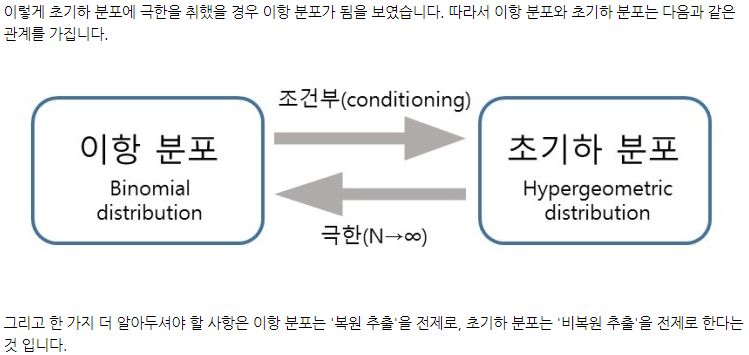 이렇게 초기하 분포에 극한을 취했을 경우 이항 분포가 됨을 보였습니다. 따라서 이항 분포와 초기하 분포는 다음과 같은
관계를 가집니다.
조건부(conditioning)
이항 분포
Binomial
distribution
초기하 분포
Hypergeometric
distribution
극한(N→∞)
그리고 한 가지 더 알아두셔야 할 사항은 이항 분포는 '복원 추출'을 전제로, 초기하 분포는 '비복원 추출'을 전제로 한다는
것 입니다.